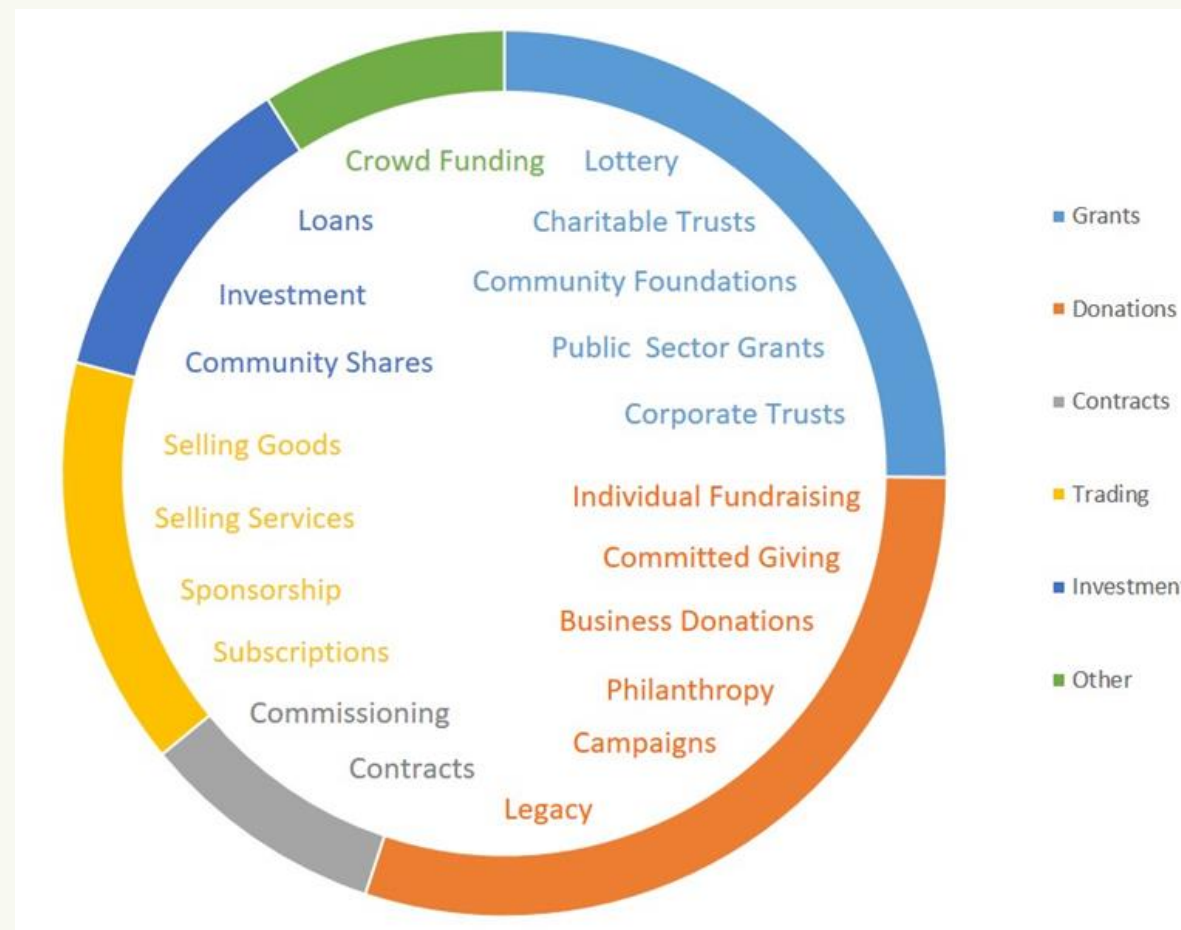 Crowd Funding
Lottery
Loans
Charitable Trusts
Investment
Community Foundations
Community Shares
Public Sector Grants
Corporate Trusts
Selling Goods
Individual Fundraising
Selling Services
Committed Giving
Sponsorship
Business Donations
Subscriptions
Philanthropy
Commissioning
Campaigns
Contracts
Legacy
Grants
Donations
Contracts
Trading
Investmen
Other